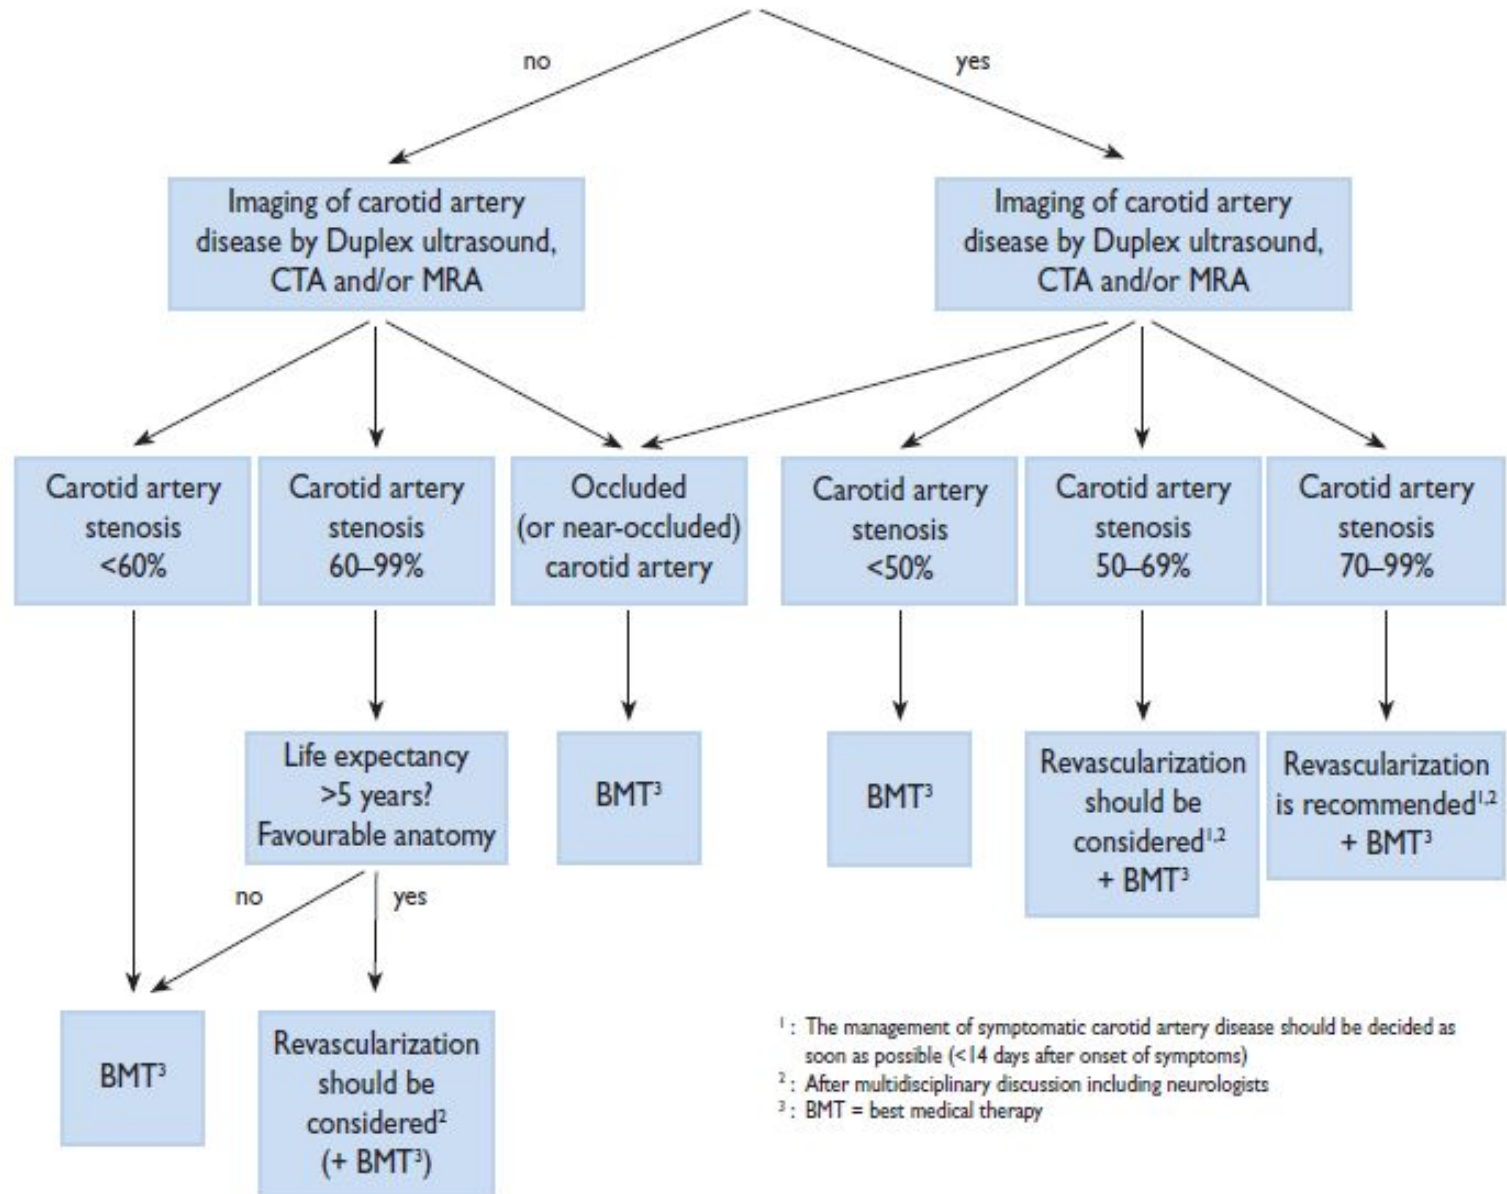 no
yes
Imaging of carotid artery
disease by Duplex ultrasound,
CTA and/or MRA
Imaging of carotid artery
disease by Duplex ultrasound,
CTA and/or MRA
Carotid artery
stenosis
<60%
Carotid artery
stenosis
60–99%
Occluded
(or near-occluded)
carotid artery
Carotid artery
stenosis
<50%
Carotid artery
stenosis
50–69%
Carotid artery
stenosis
70–99%
Life expectancy
>5 years?
Favourable anatomy
BMT³
BMT³
Revascularization
should be
considered¹,²
+ BMT³
Revascularization
is recommended¹,²
+ BMT³
no
yes
BMT³
Revascularization
should be
considered²
(+ BMT³)
¹ : The management of symptomatic carotid artery disease should be decided as
soon as possible (<14 days after onset of symptoms)
² : After multidisciplinary discussion including neurologists
³ : BMT = best medical therapy